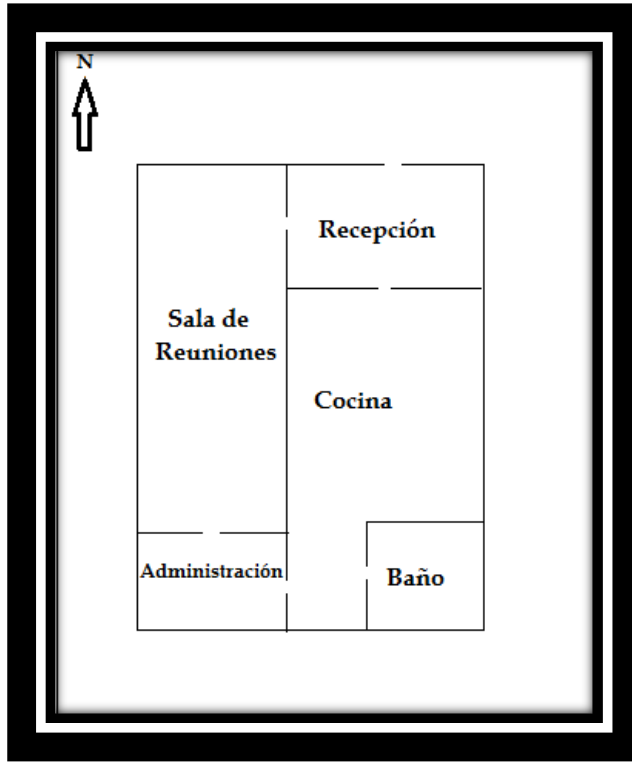 N
Recepción
Sala de
Reuniones
Cocina
Administración
Baño